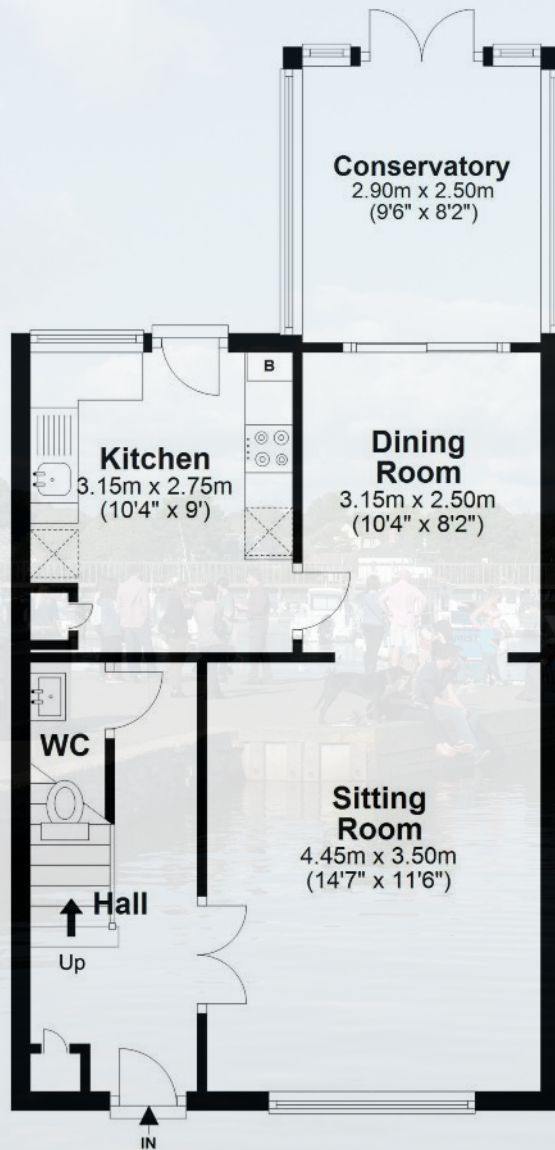 Conservatory
2.90m x 2.50m
(9'6" x 8'2")
B
Kitchen
3.15m x 2.75m
(10'4" x 9')
Dining
Room
3.15m x 2.50m
(10'4" x 8'2")
WC
Sitting
Room
4.45m x 3.50m
(14'7" x 11'6")
Hall
Up
IN